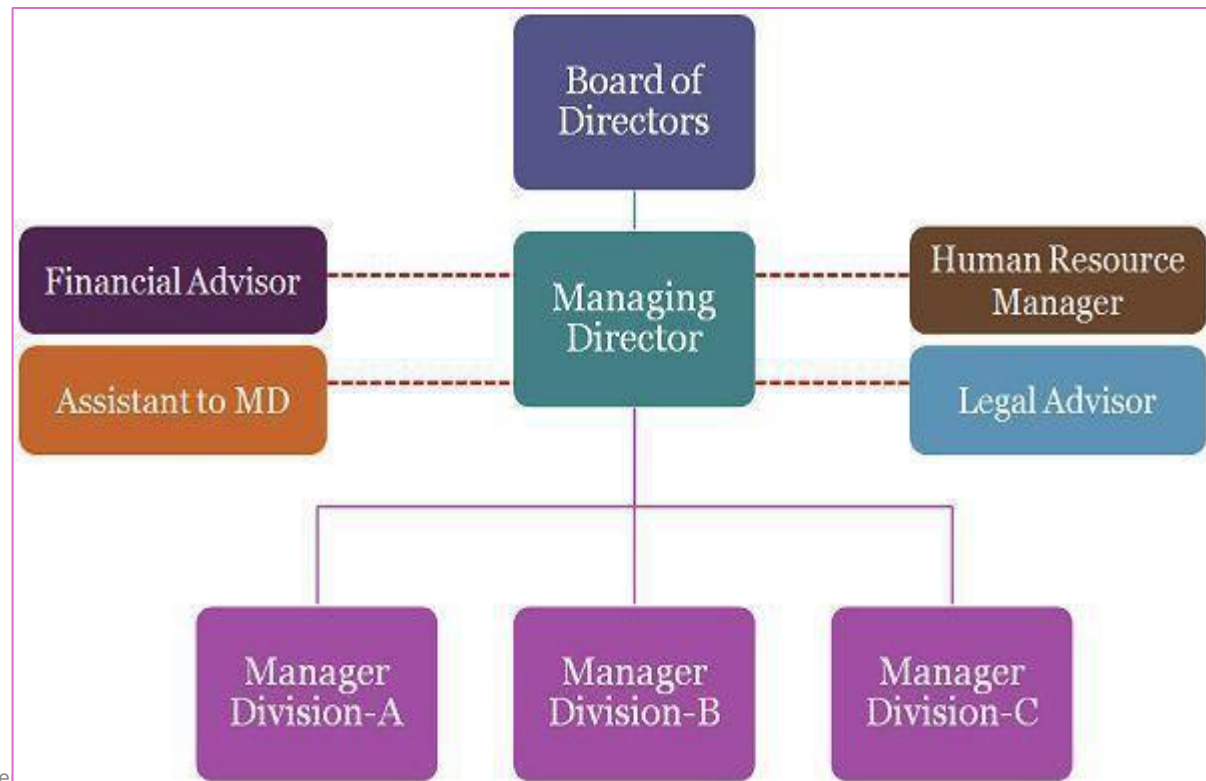 Board of
Directors
Financial Advisor
Managing
Director
Human Resource
Manager
Assistant to MD
Legal Advisor
Manager
Division-A
Manager
Division-B
Manager
Division-C
e